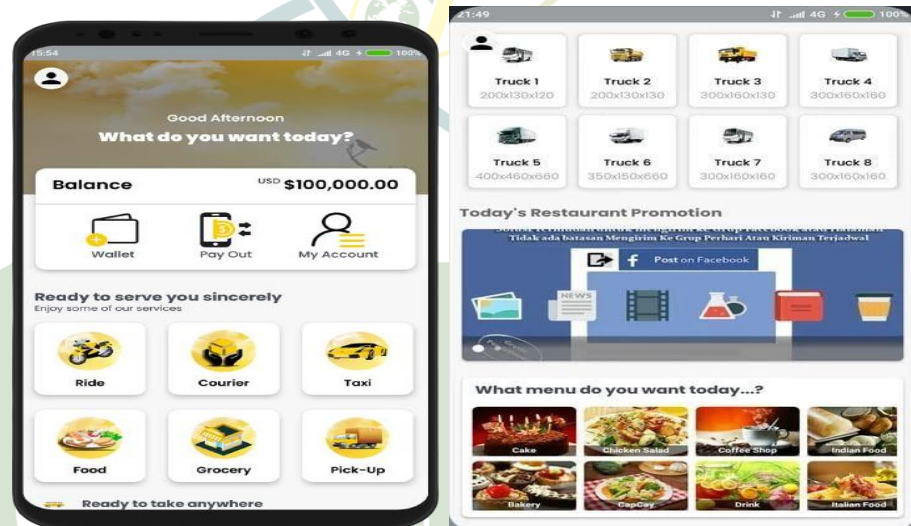 15:54
4G
100%
Good Afternoon
What do you want today?
Balance
USD $100,000.00
Wallet
Pay Out
My Account
Ready to serve you sincerely
Enjoy some of our services
Ride
Courier
Taxi
Food
Grocery
Pick-Up
Ready to take anywhere
21:49
4G
100%
Truck 1
Truck 2
Truck 3
Truck 4
200x130x120
200x130x130
300x160x130
300x160x160
Truck 5
Truck 6
Truck 7
Truck 8
400x460x660
350x150x660
300x160x160
300x160x160
Today's Restaurant Promotion
Tidak ada batasan Mengirim Ke Grup Perhari Atau Kiriman Terjadwal
f Post on Facebook
NEWS
What menu do you want today...?
Cake
Chicken Salad
Coffee Shop
Indian Food
Bakery
CapCay
Drink
Italian Food